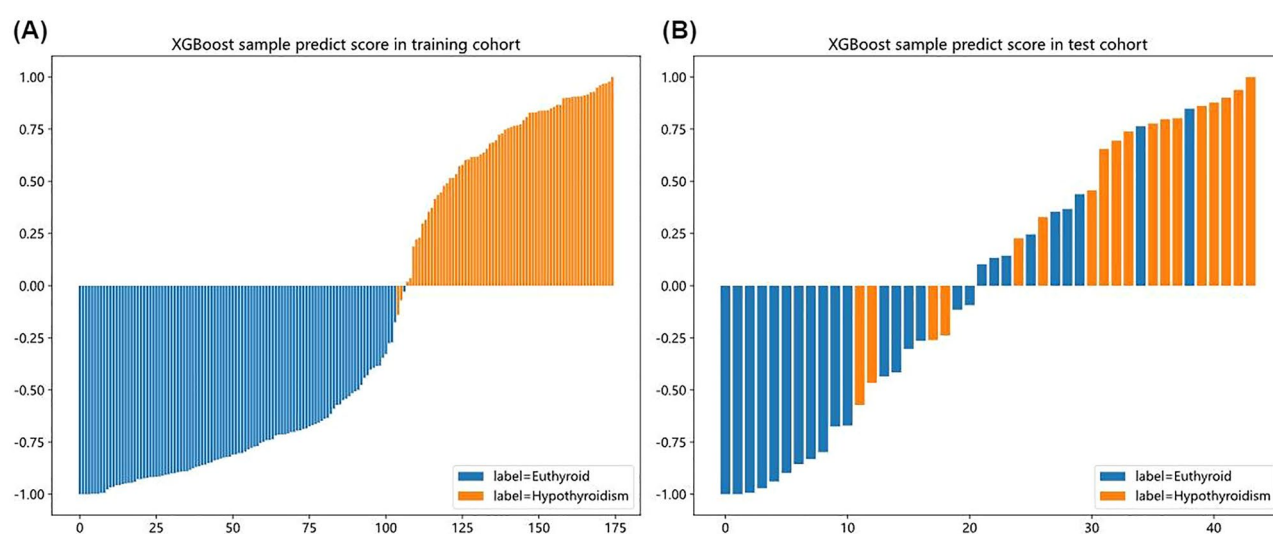 (A)
XGBoost sample predict score in training cohort
1.00
0.75
0.50
0.25
0.00
-0.25
-0.50
-0.75
-1.00
0 25 50 75 100 125 150 175
label=Euthyroid
label=Hypothyroidism
(B)
XGBoost sample predict score in test cohort
1.00
0.75
0.50
0.25
0.00
-0.25
-0.50
-0.75
-1.00
0 10 20 30 40
label=Euthyroid
label=Hypothyroidism